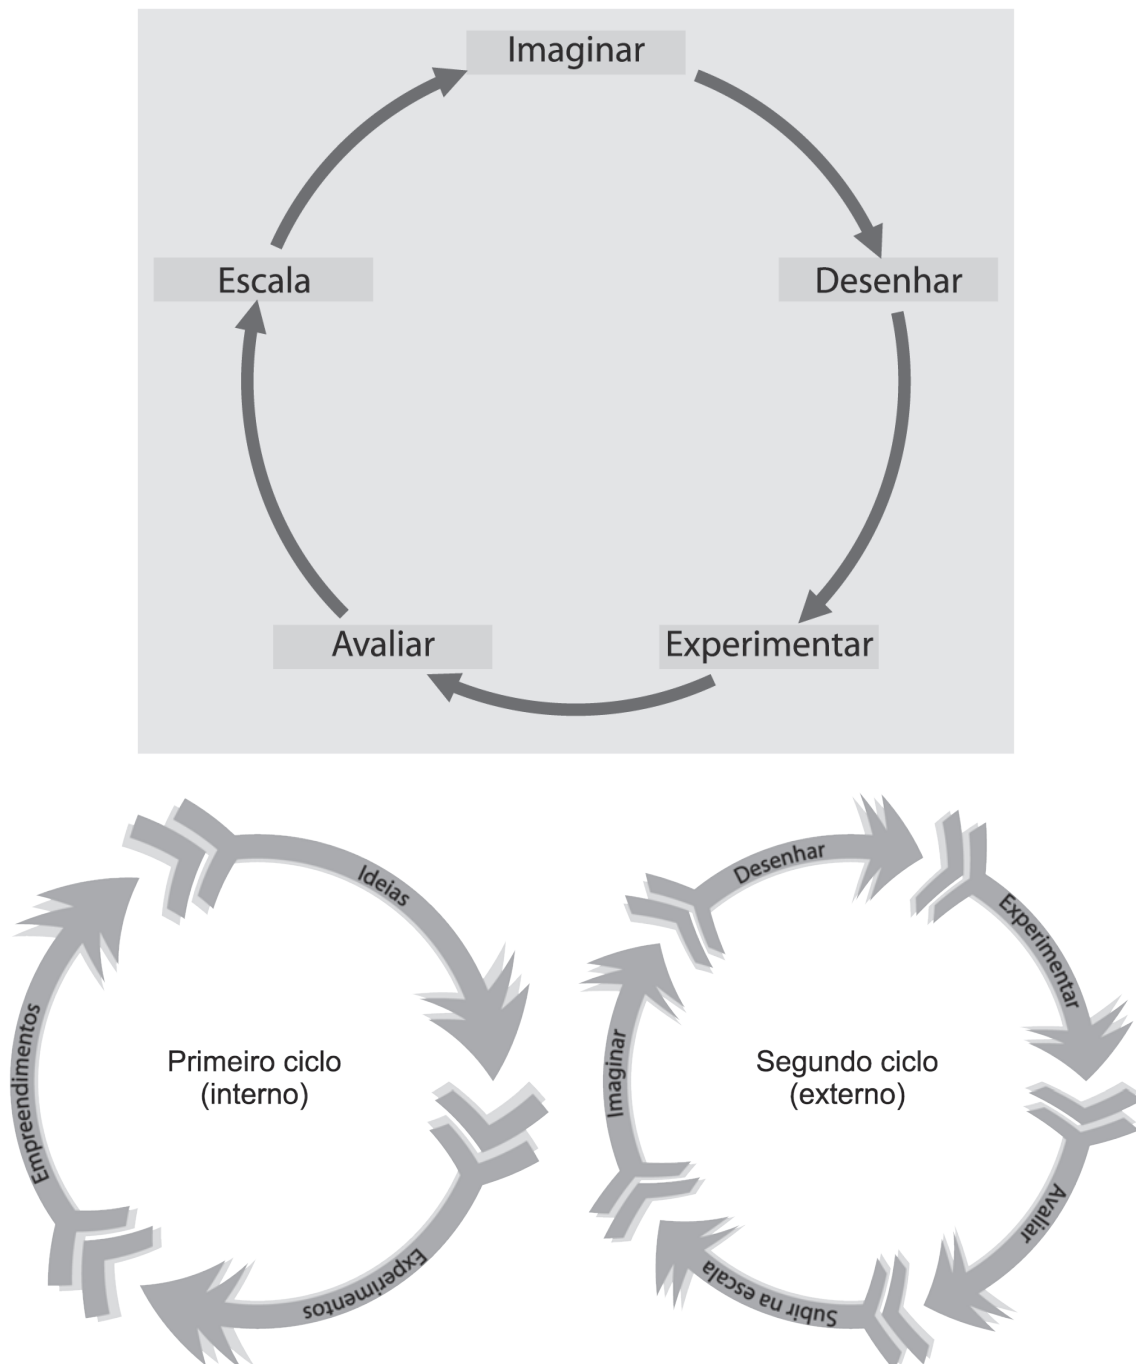 Imaginar
Escala
Desenhar
Avaliar
Experimentar
Ideias
Experimentos
Empreendimentos
Primeiro ciclo
(interno)
Desenhar
Experimentar
Avaliar
Subir na escala
Imaginar
Segundo ciclo
(externo)